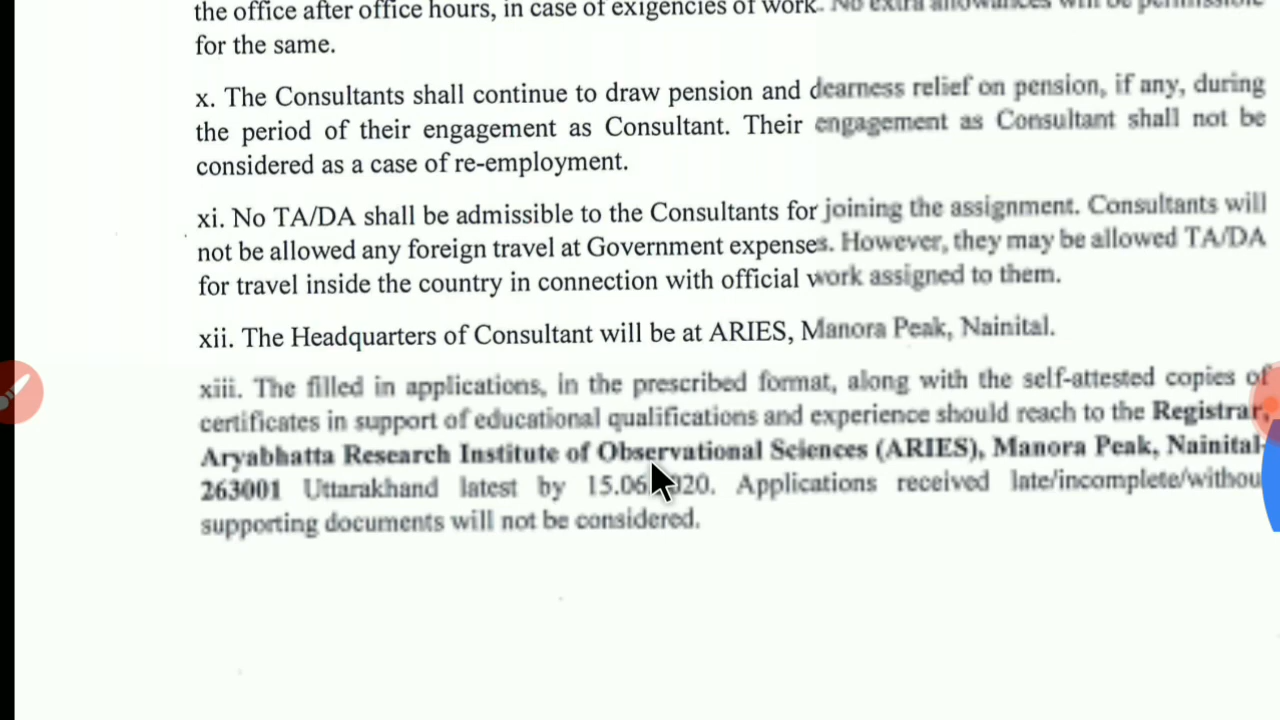 the office after office hours, in case of exigencies of work. No extra allowances will be permissible
for the same.
x. The Consultants shall continue to draw pension and dearness relief on pension, if any, during
the period of their engagement as Consultant. Their engagement as Consultant shall not be
considered as a case of re-employment.
xi. No TA/DA shall be admissible to the Consultants for joining the assignment. Consultants will
not be allowed any foreign travel at Government expenses. However, they may be allowed TA/DA
for travel inside the country in connection with official work assigned to them.
xii. The Headquarters of Consultant will be at ARIES, Manora Peak, Nainital.
xiii. The filled in applications, in the prescribed format, along with the self-attested copies of
certificates in support of educational qualifications and experience should reach to the Registrar,
Aryabhatta Research Institute of Observational Sciences (ARIES), Manora Peak, Nainital-
263001 Uttarakhand latest by 15.06 020. Applications received late/incomplete/withou
supporting documents will not be considered.